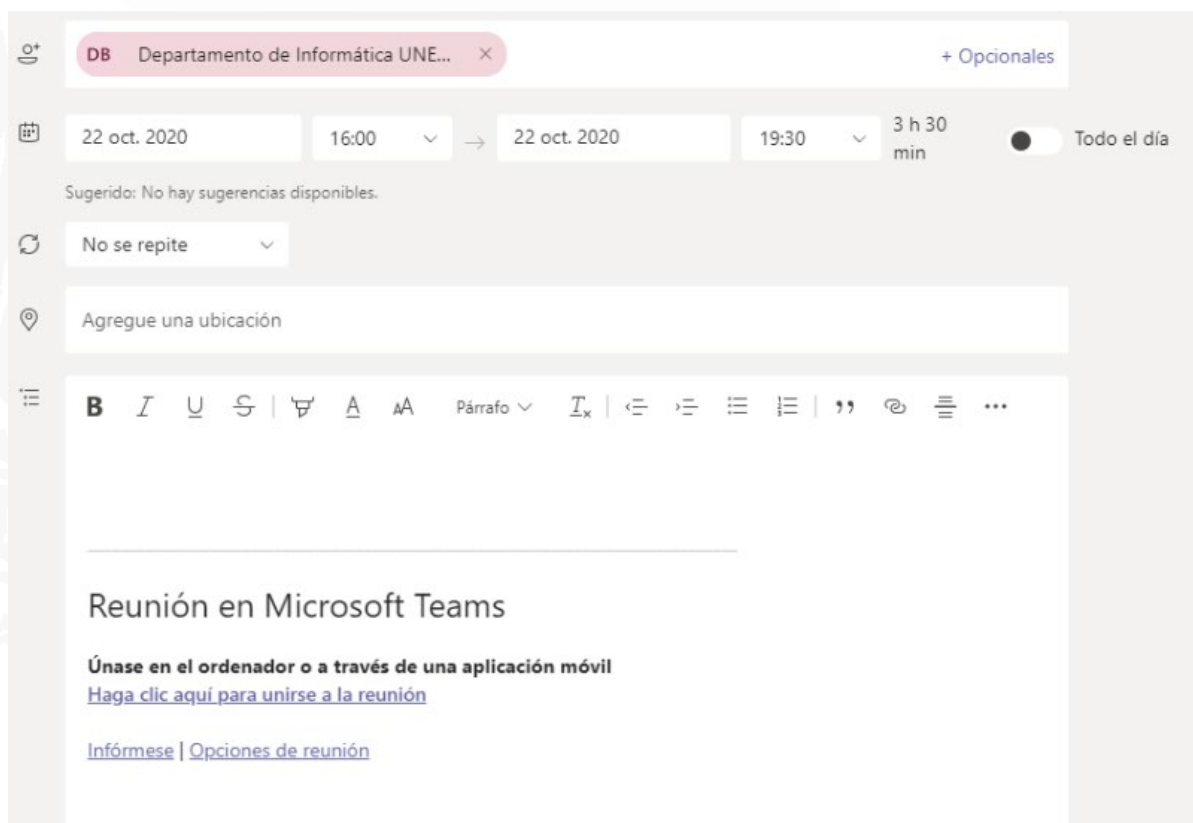 DB Departamento de Informática UNE... ×
+ Opcionales
22 oct. 2020 16:00 → 22 oct. 2020 19:30 3 h 30 min Todo el día
Sugerido: No hay sugerencias disponibles.
No se repite
Agregue una ubicación
B I U S A AA Párrafo Tx ,, ...
Reunión en Microsoft Teams
Únase en el ordenador o a través de una aplicación móvil
Haga clic aquí para unirse a la reunión
Infórmese | Opciones de reunión